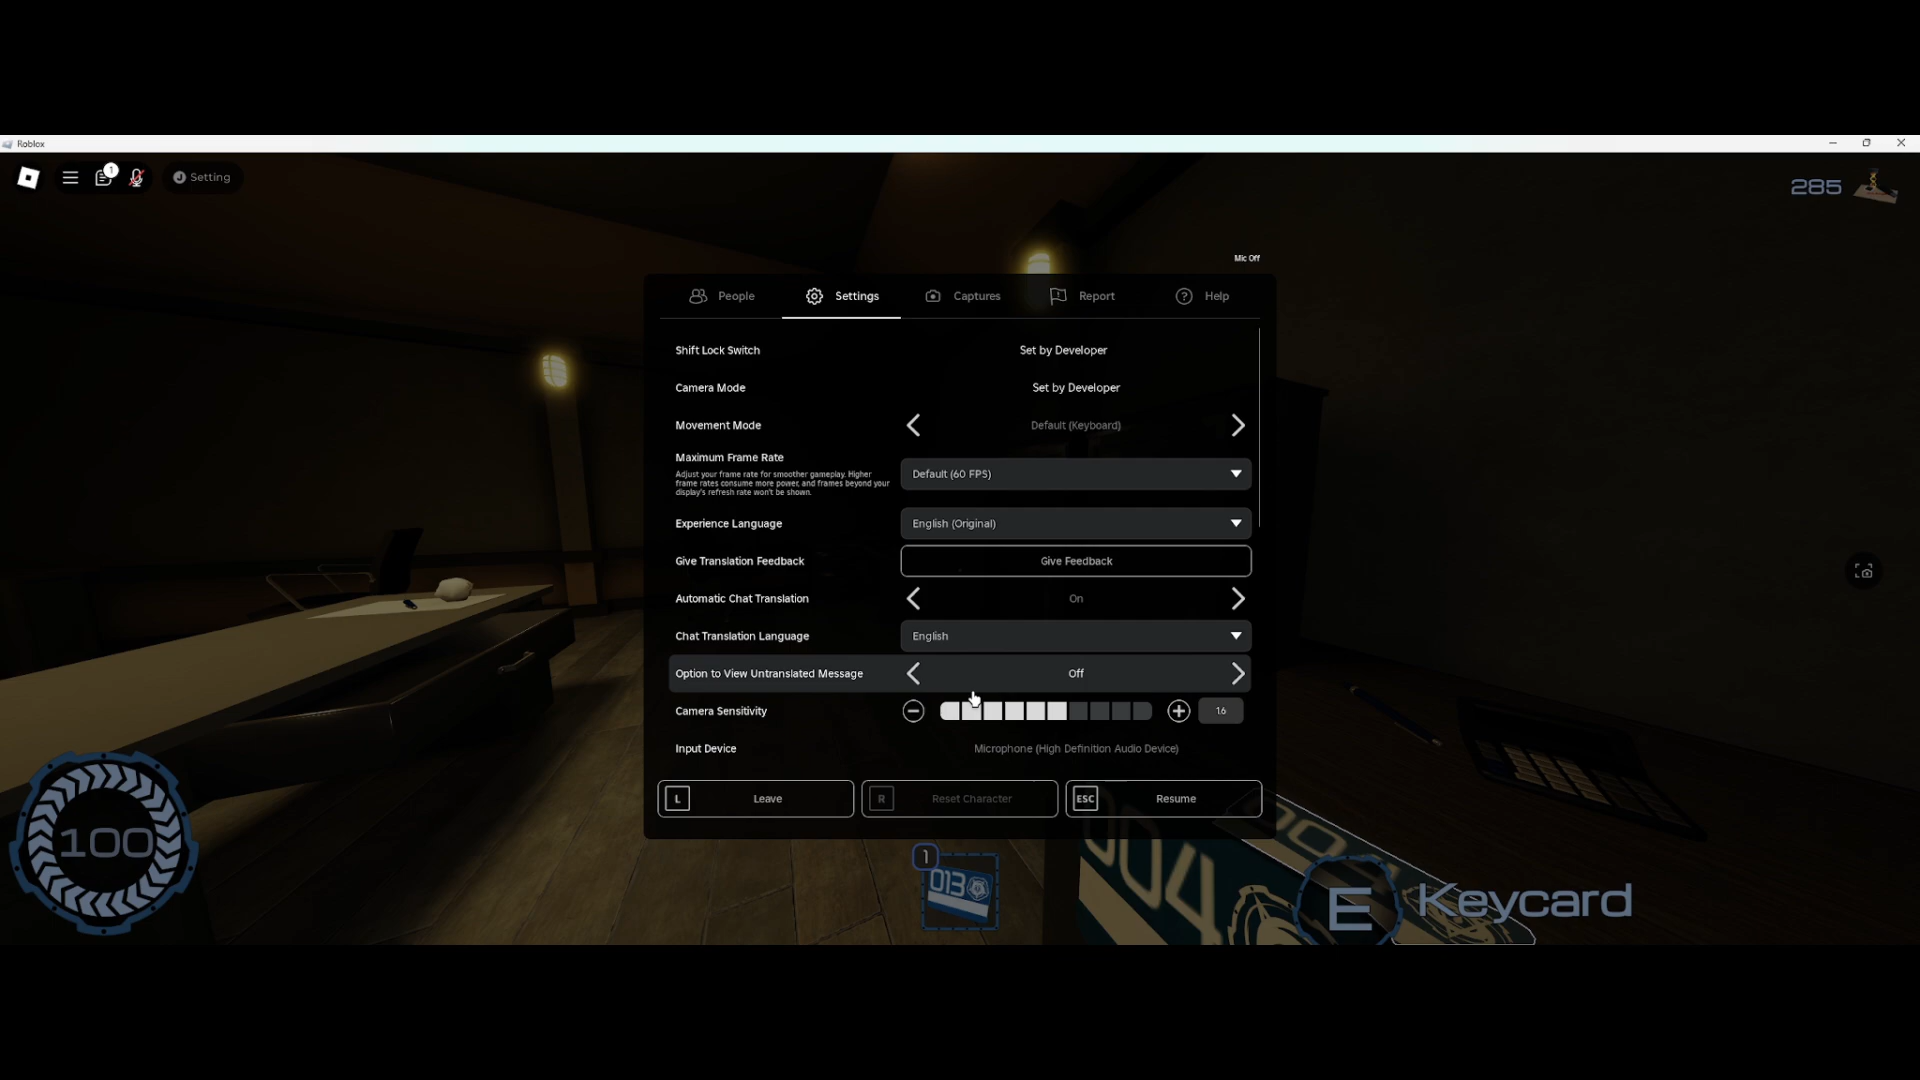 Roblox
1
Setting
285
Mic Off
People
Settings
Captures
Report
Help
Shift Lock Switch
Set by Developer
Camera Mode
Set by Developer
Movement Mode
Default (Keyboard)
Maximum Frame Rate
Adjust your frame rate for smoother gameplay. Higher
frame rates consume more power, and frames beyond your
display's refresh rate won't be shown.
Default (60 FPS)
Experience Language
English (Original)
Give Translation Feedback
Give Feedback
Automatic Chat Translation
On
Chat Translation Language
English
Option to View Untranslated Message
Off
Camera Sensitivity
1.6
Input Device
Microphone (High Definition Audio Device)
L
Leave
R
Reset Character
ESC
Resume
100
1
013
004
E
Keycard